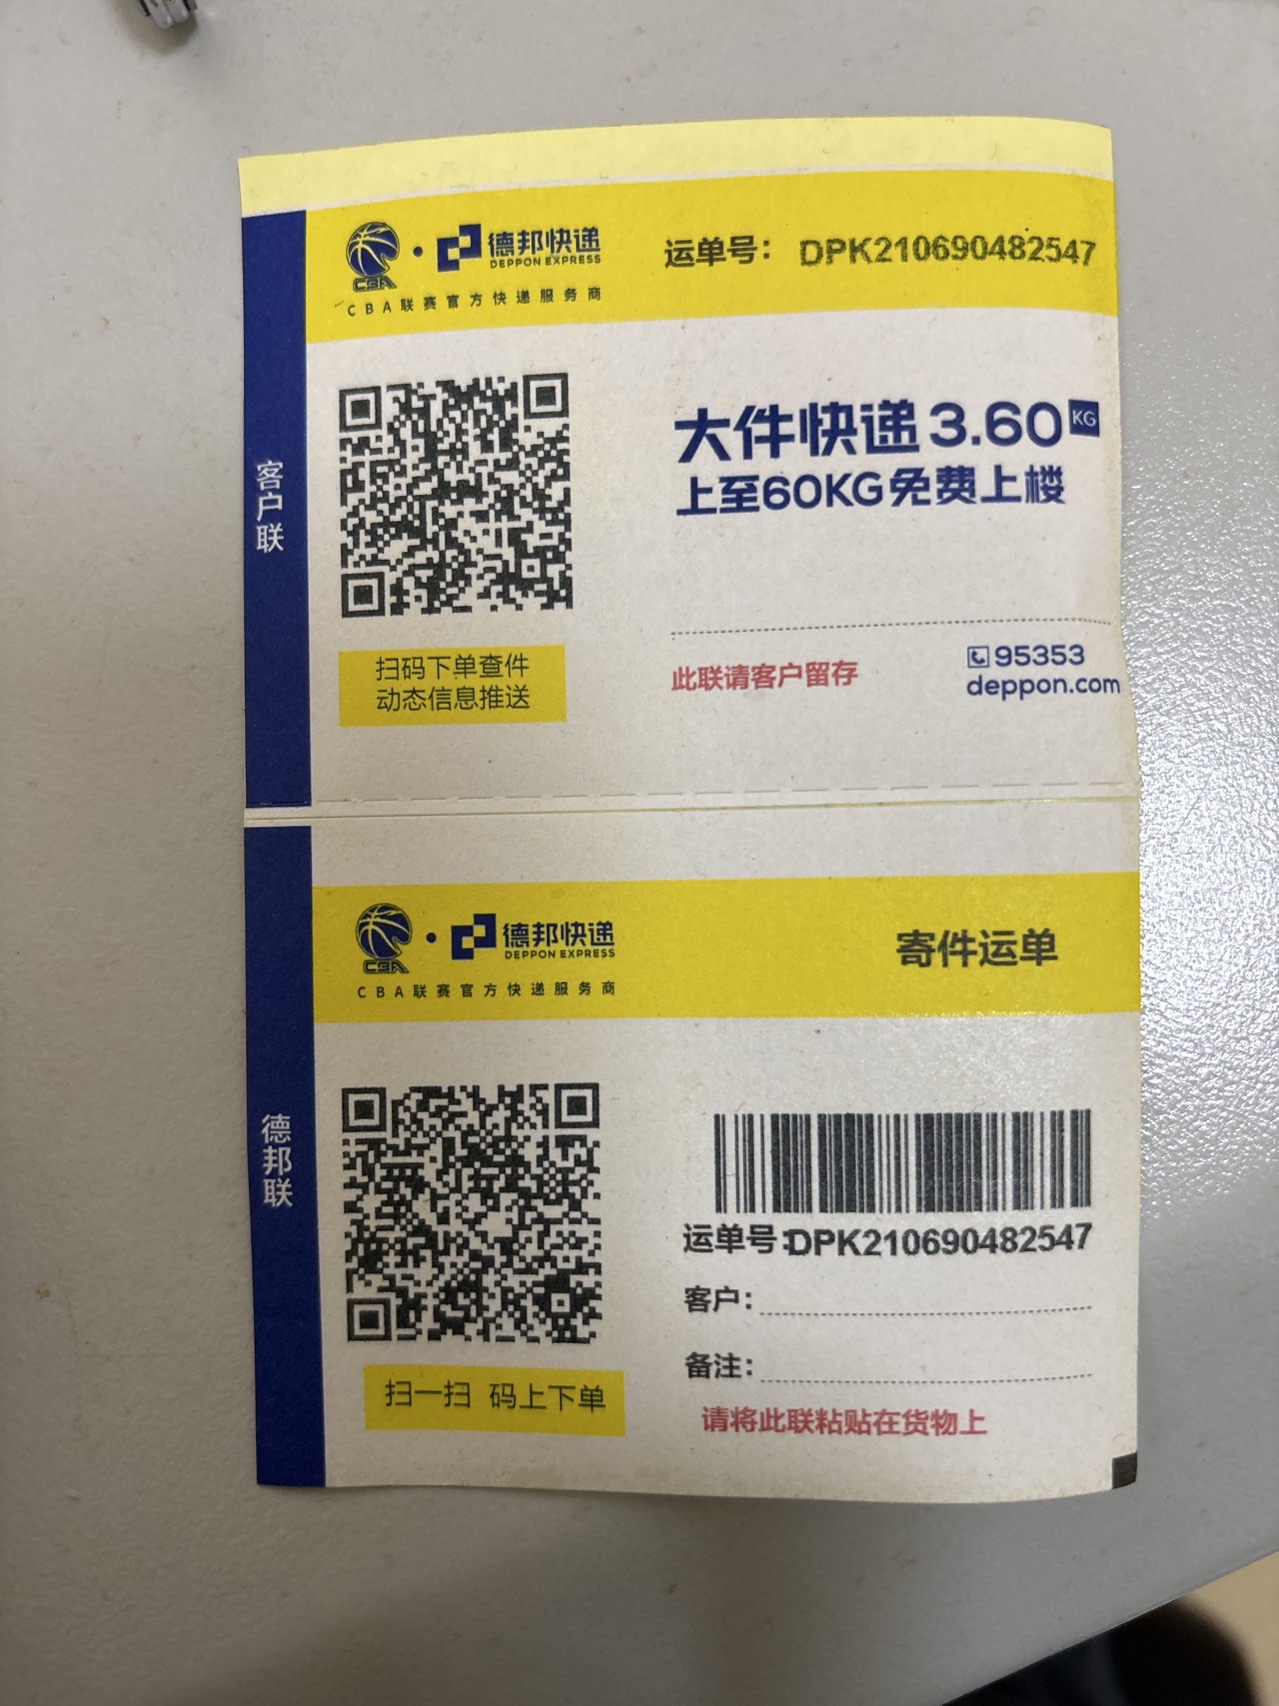 德邦快递
DEPPON EXPRESS
CBA
CBA联赛官方快递服务商
运单号： DPK210690482547
客户联
大件快递3.60KG
上至60KG免费上楼
扫码下单查件
动态信息推送
此联请客户留存
95353
deppon.com
德邦快递
DEPPON EXPRESS
CBA
CBA联赛官方快递服务商
寄件运单
德邦联
运单号:DPK210690482547
客户：
备注：
扫一扫 码上下单
请将此联粘贴在货物上